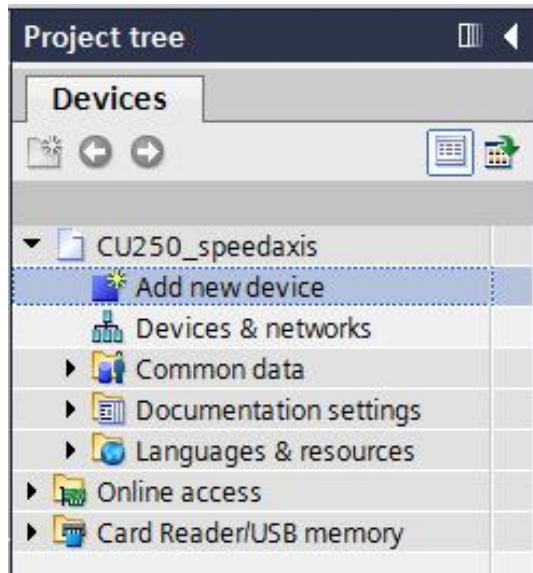 Project tree
Devices
CU250_speedaxis
Add new device
Devices & networks
Common data
Documentation settings
Languages & resources
Online access
Card Reader/USB memory